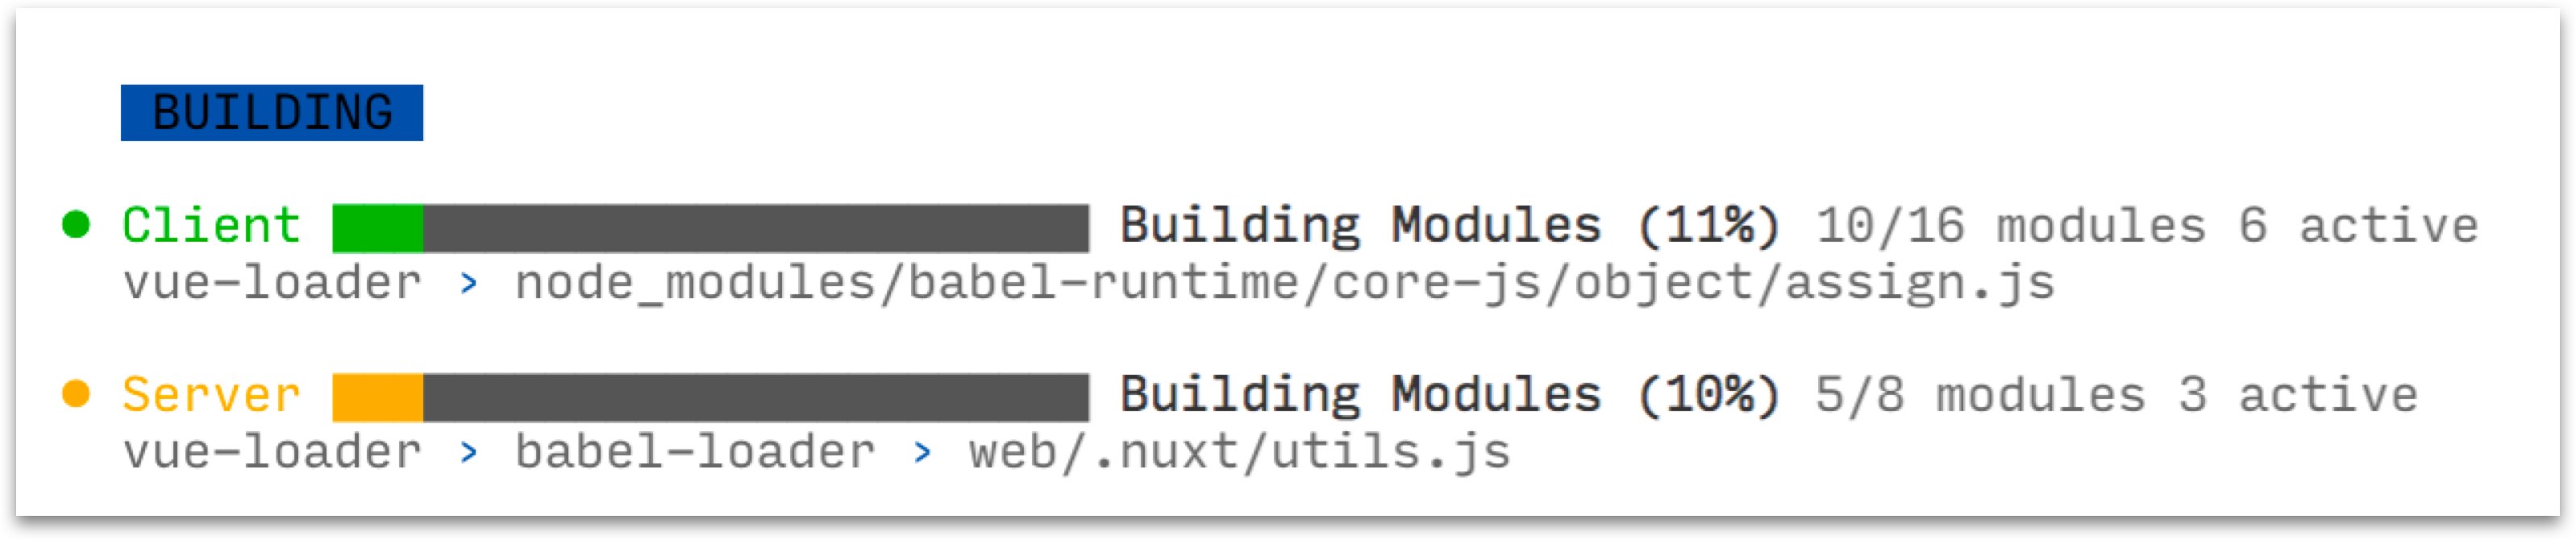 BUILDING
● Client Building Modules (11%) 10/16 modules 6 active
vue-loader › node_modules/babel-runtime/core-js/object/assign.js
● Server Building Modules (10%) 5/8 modules 3 active
vue-loader › babel-loader › web/.nuxt/utils.js